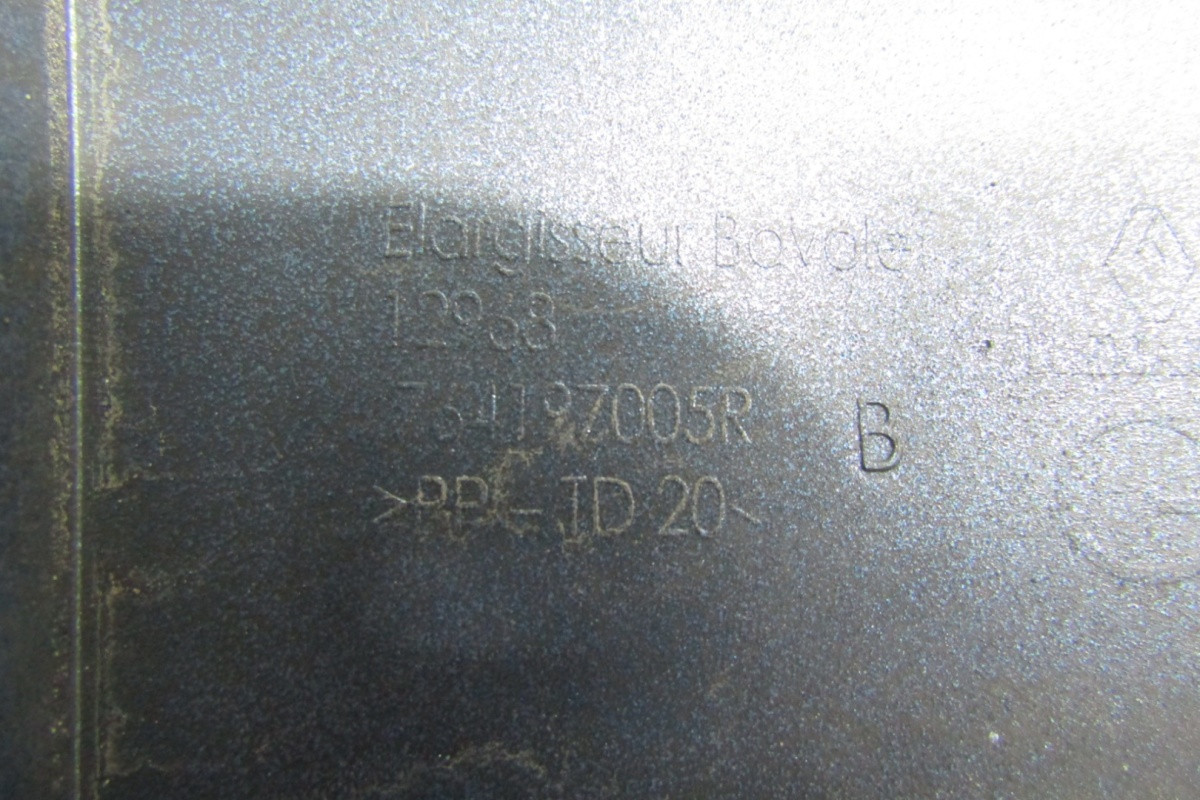 Elargisseur Bavolet
12968
764197005R
B
>PP-TD 20<